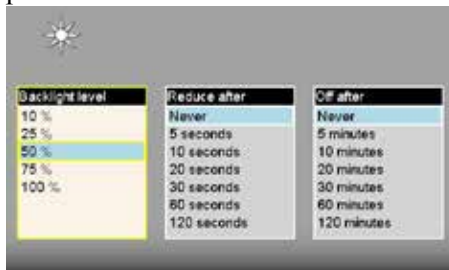 Backlight level
10 %
25 %
50 %
75 %
100 %
Reduce after
Never
5 seconds
10 seconds
20 seconds
30 seconds
60 seconds
120 seconds
Off after
Never
5 minutes
10 minutes
20 minutes
30 minutes
60 minutes
120 minutes